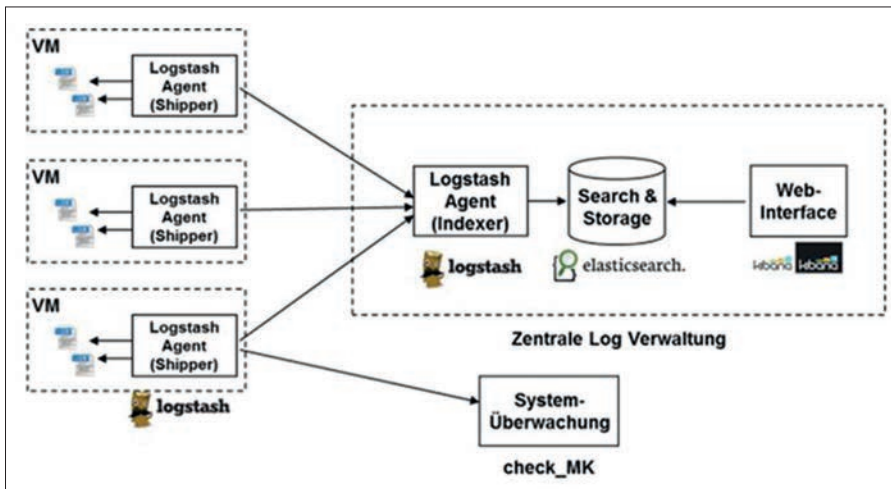 VM
Logstash
Agent
(Shipper)
VM
Logstash
Agent
(Shipper)
VM
Logstash
Agent
(Shipper)
logstash
Logstash
Agent
(Indexer)
logstash
Search &
Storage
elasticsearch.
Web-
Interface
kibana
kibana
Zentrale Log Verwaltung
System-
Überwachung
check_MK